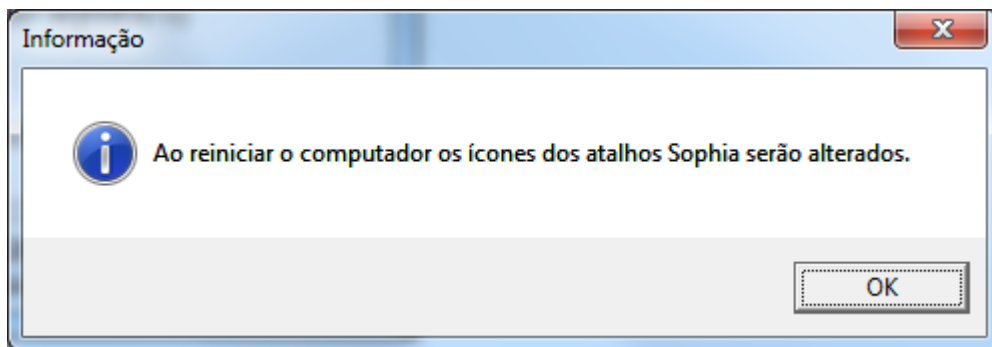 Informação
Ao reiniciar o computador os ícones dos atalhos Sophia serão alterados.
OK